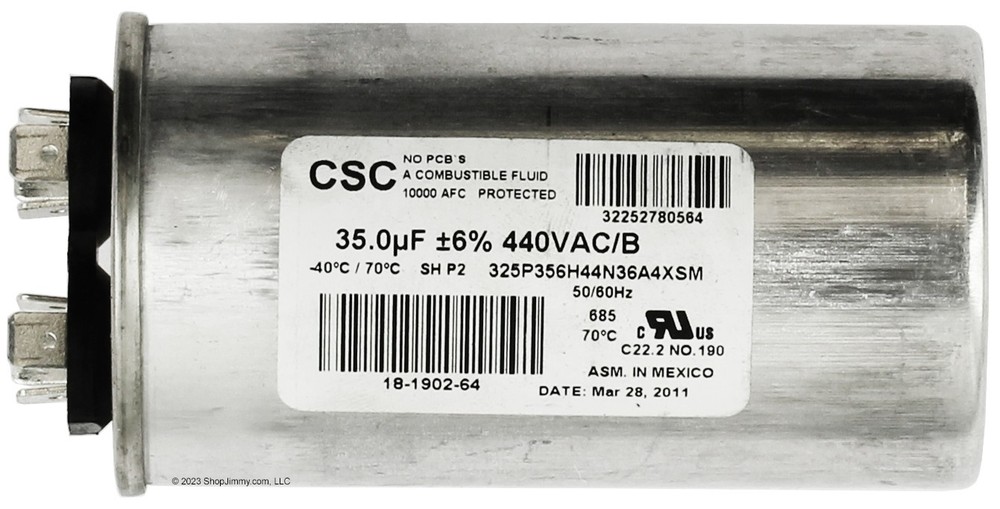 CSC
NO PCB`S
A COMBUSTIBLE FLUID
10000 AFC PROTECTED
32252780564
35.0µF ±6% 440VAC/B
-40°C / 70°C SH P2 325P356H44N36A4XSM
50/60Hz
685
70°C C RU US
C22.2 NO.190
ASM. IN MEXICO
18-1902-64
DATE: Mar 28, 2011
© 2023 ShopJimmy.com, LLC